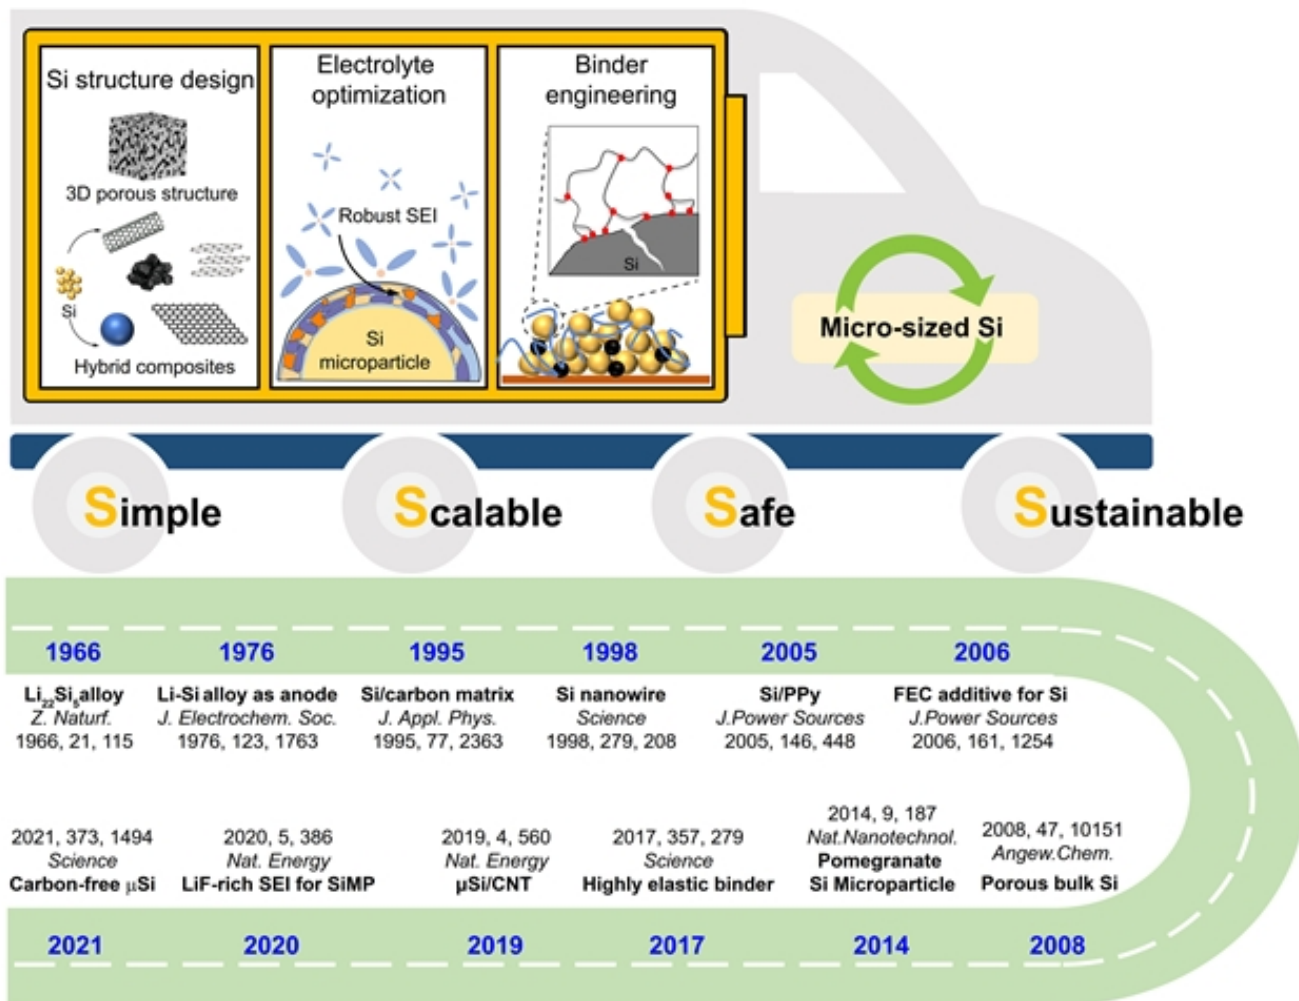 Si structure design
3D porous structure
Si
Hybrid composites
Electrolyte
optimization
Robust SEI
Si
microparticle
Binder
engineering
Si
Micro-sized Si
Simple
Scalable
Safe
Sustainable
1966
Li₂₂Si₅alloy
Z. Naturf.
1966, 21, 115
1976
Li-Si alloy as anode
J. Electrochem. Soc.
1976, 123, 1763
1995
Si/carbon matrix
J. Appl. Phys.
1995, 77, 2363
1998
Si nanowire
Science
1998, 279, 208
2005
Si/PPy
J.Power Sources
2005, 146, 448
2006
FEC additive for Si
J.Power Sources
2006, 161, 1254
2008, 47, 10151
Angew.Chem.
Porous bulk Si
2008
2014, 9, 187
Nat.Nanotechnol.
Pomegranate
Si Microparticle
2014
2017, 357, 279
Science
Highly elastic binder
2017
2019, 4, 560
Nat. Energy
μSi/CNT
2019
2020, 5, 386
Nat. Energy
LiF-rich SEI for SiMP
2020
2021, 373, 1494
Science
Carbon-free μSi
2021